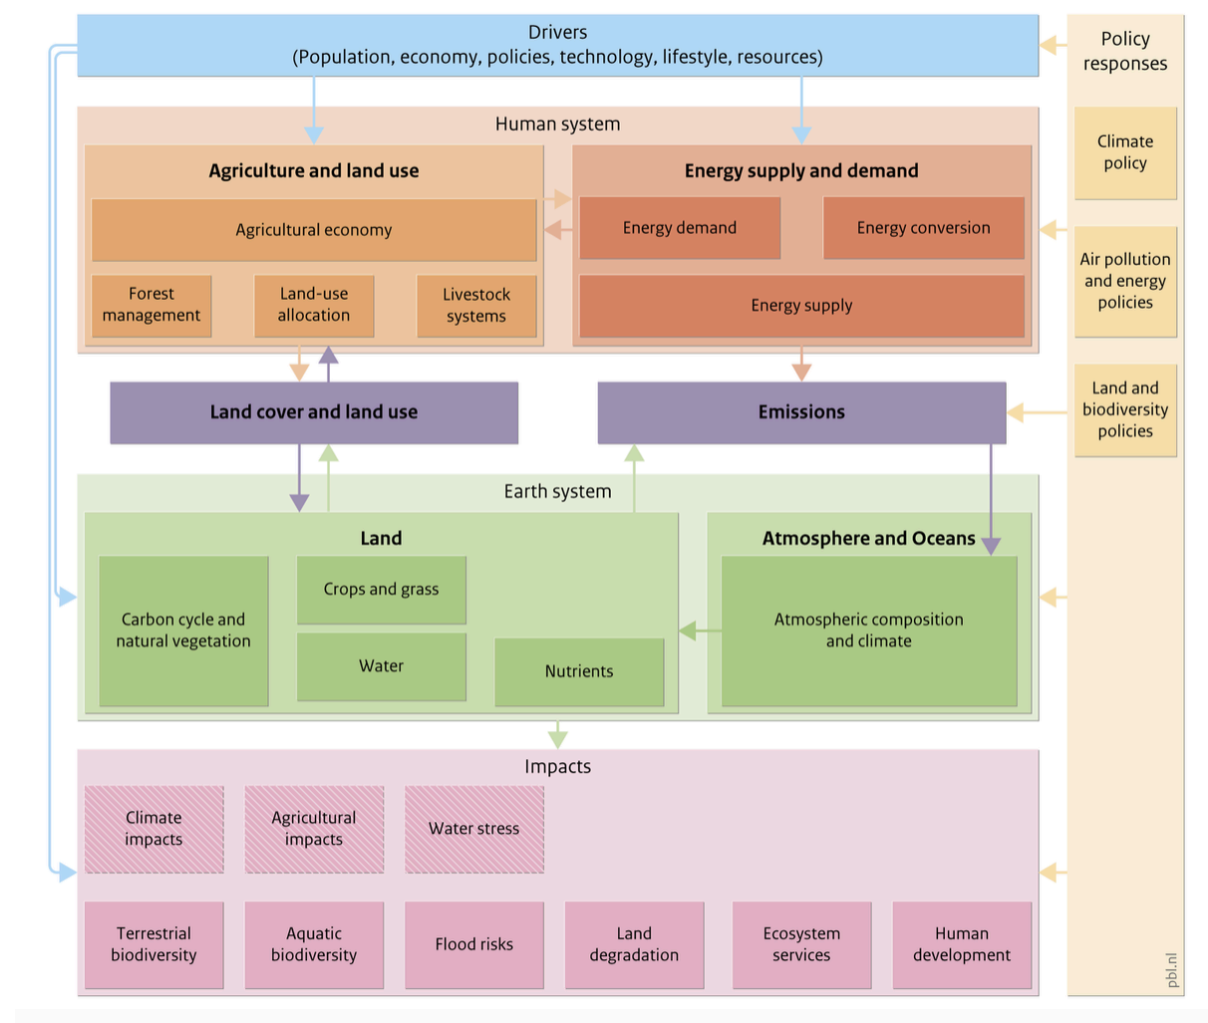 Drivers
(Population, economy, policies, technology, lifestyle, resources)
Policy
responses
Human system
Agriculture and land use
Agricultural economy
Forest
management
Land-use
allocation
Livestock
systems
Energy supply and demand
Energy demand
Energy conversion
Energy supply
Climate
policy
Air pollution
and energy
policies
Land and
biodiversity
policies
Land cover and land use
Emissions
Earth system
Land
Carbon cycle and
natural vegetation
Crops and grass
Water
Nutrients
Atmosphere and Oceans
Atmospheric composition
and climate
Impacts
Climate
impacts
Agricultural
impacts
Water stress
Terrestrial
biodiversity
Aquatic
biodiversity
Flood risks
Land
degradation
Ecosystem
services
Human
development
pbl.nl